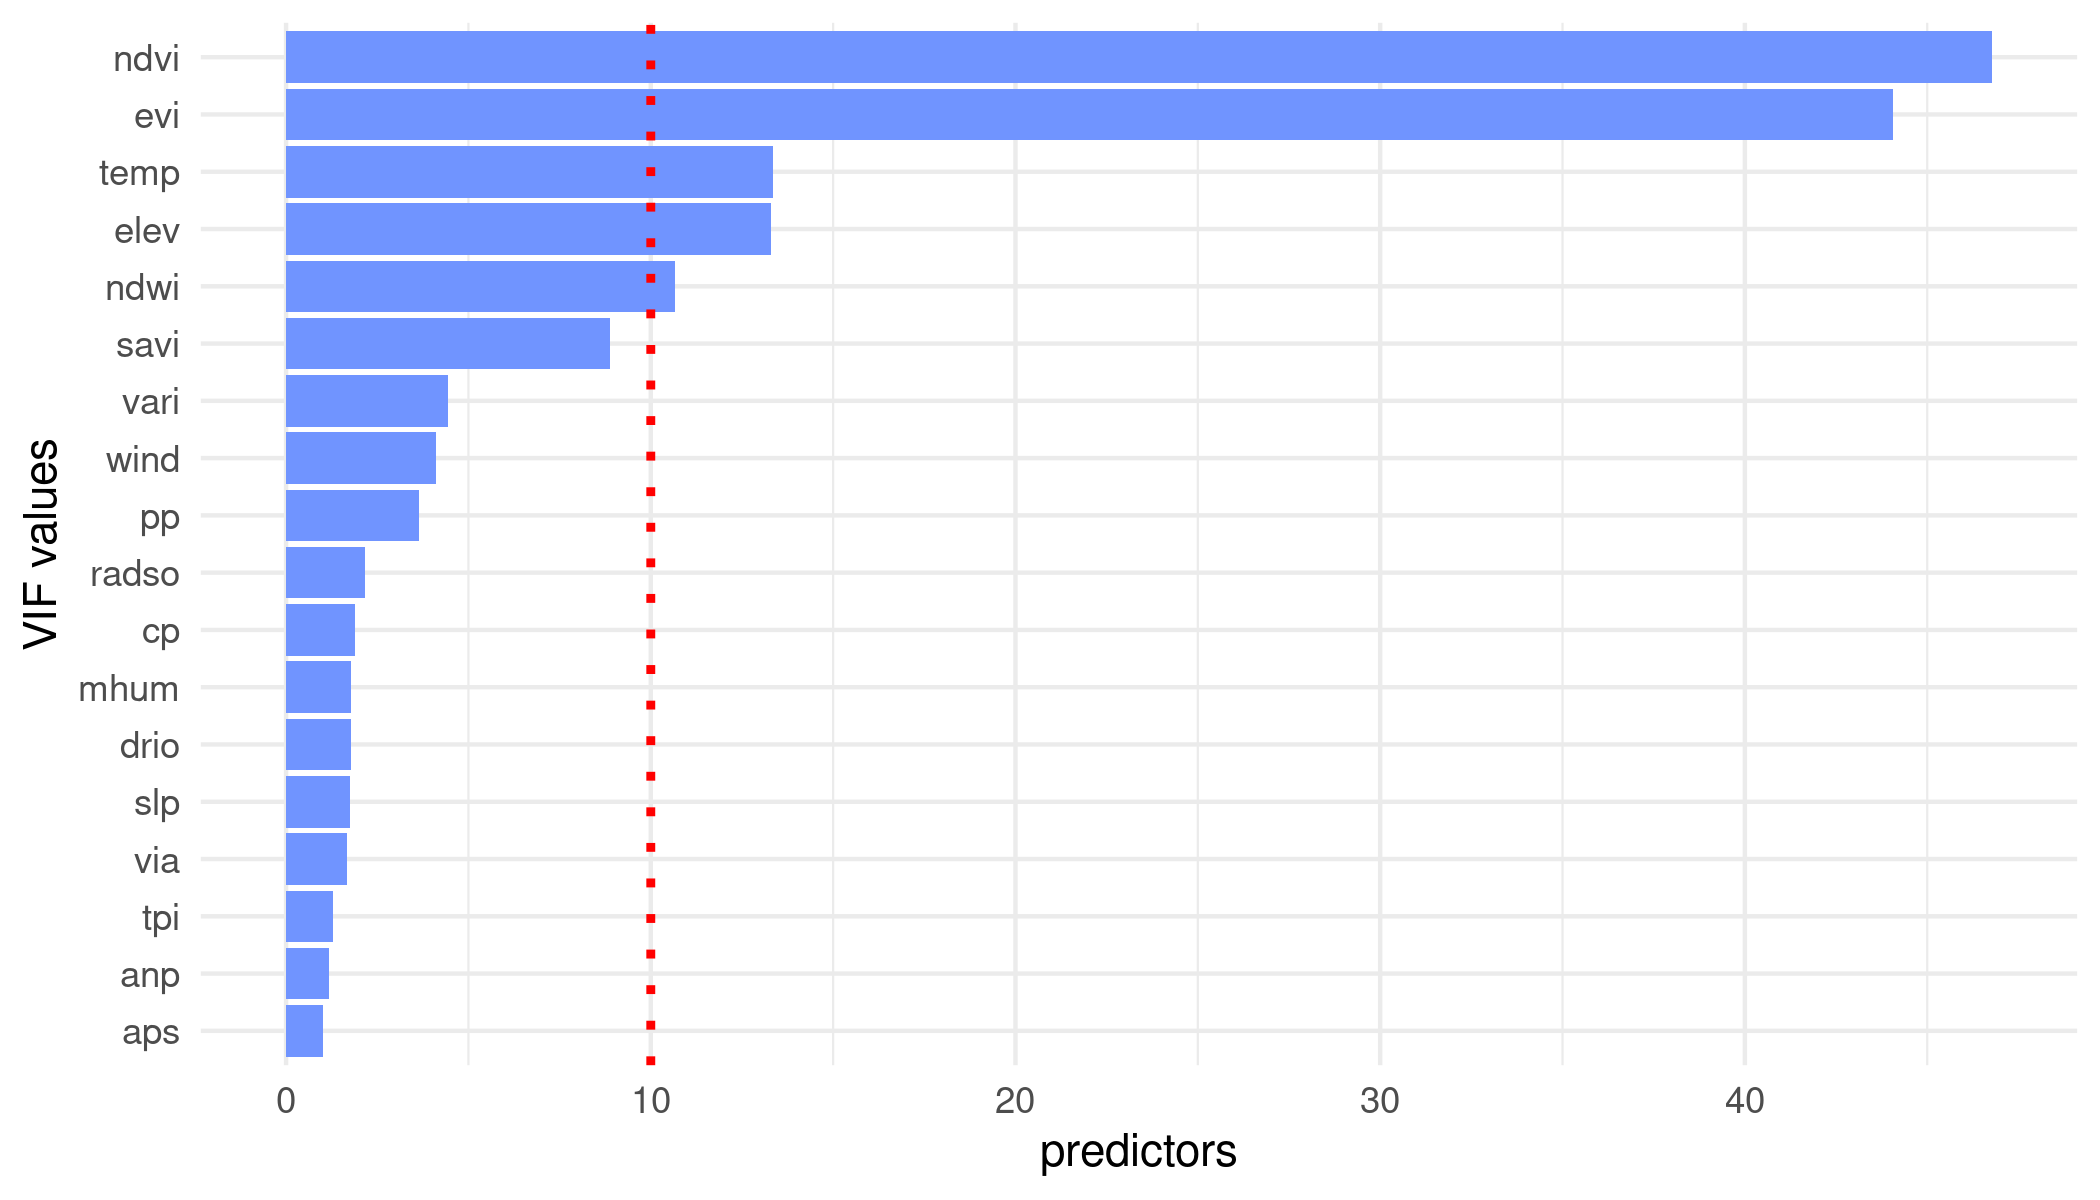 ndvi
evi
temp
elev
ndwi
savi
vari
wind
pp
radso
cp
mhum
drio
slp
via
tpi
anp
aps
VIF values
0 10 20 30 40
predictors